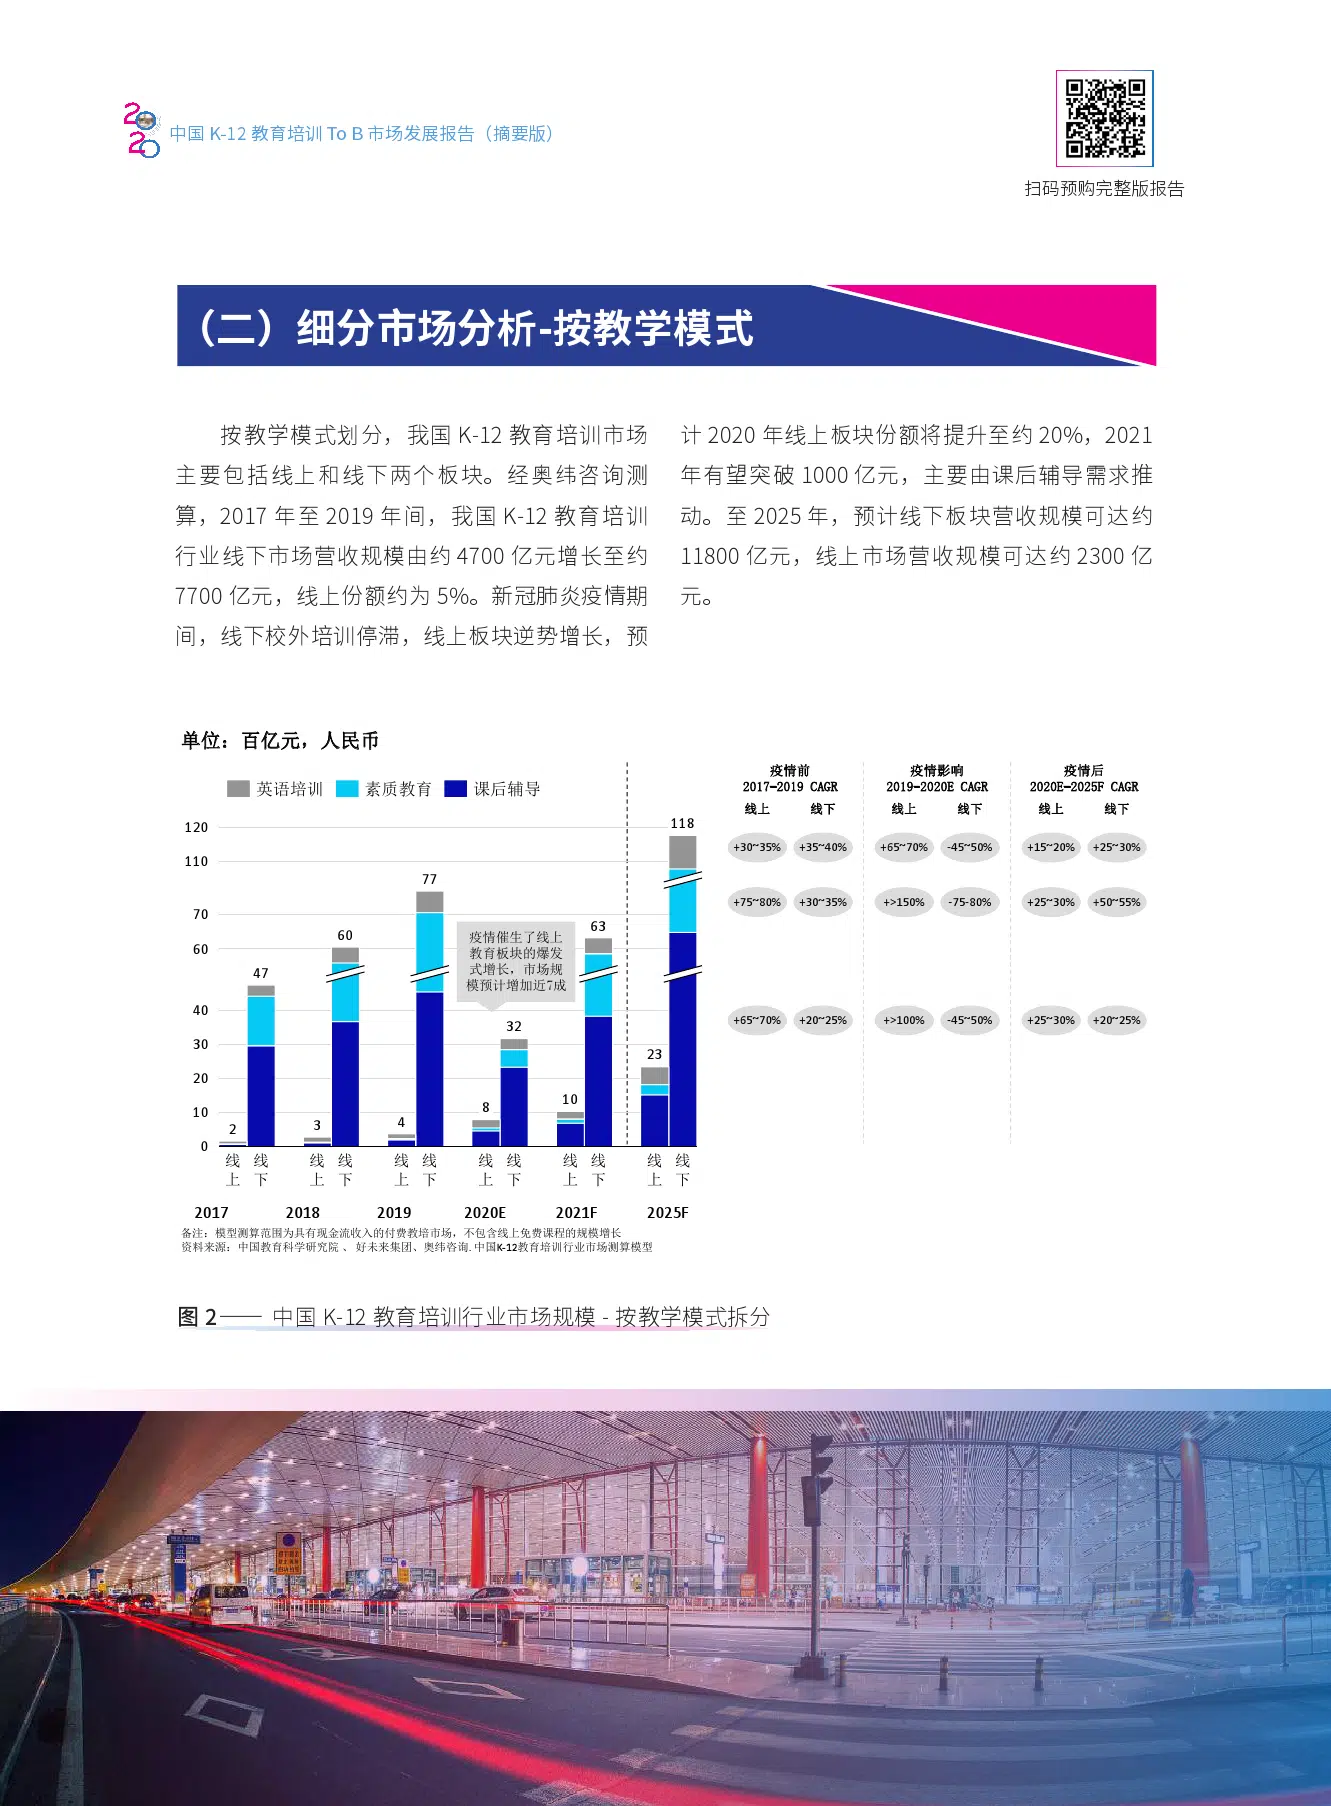 中国 K-12 教育培训 To B 市场发展报告（摘要版）
扫码预购完整版报告
（二）细分市场分析-按教学模式
按教学模式划分，我国 K-12 教育培训市场
主要包括线上和线下两个板块。经奥纬咨询测
算，2017 年至 2019 年间，我国 K-12 教育培训
行业线下市场营收规模由约 4700 亿元增长至约
7700 亿元，线上份额约为 5%。新冠肺炎疫情期
间，线下校外培训停滞，线上板块逆势增长，预
计 2020 年线上板块份额将提升至约 20%，2021
年有望突破 1000 亿元，主要由课后辅导需求推
动。至 2025 年，预计线下板块营收规模可达约
11800 亿元，线上市场营收规模可达约 2300 亿
元。
单位：百亿元，人民币
英语培训 素质教育 课后辅导
120
110
70
60
40
30
20
10
0
2 47 3 60 4 77 8 32 10 63 23 118
疫情催生了线上
教育板块的爆发
式增长，市场规
模预计增加近7成
线上 线下 线上 线下 线上 线下 线上 线下 线上 线下 线上 线下
2017 2018 2019 2020E 2021F 2025F
疫情前 疫情影响 疫情后
2017-2019 CAGR 2019-2020E CAGR 2020E-2025F CAGR
线上 线下 线上 线下 线上 线下
+30~35% +35~40% +65~70% -45~50% +15~20% +25~30%
+75~80% +30~35% +>150% -75-80% +25~30% +50~55%
+65~70% +20~25% +>100% -45~50% +25~30% +20~25%
备注：模型测算范围为具有现金流收入的付费教培市场，不包含线上免费课程的规模增长
资料来源：中国教育科学研究院 、 好未来集团、奥纬咨询. 中国K-12教育培训行业市场测算模型
图 2—— 中国 K-12 教育培训行业市场规模 - 按教学模式拆分